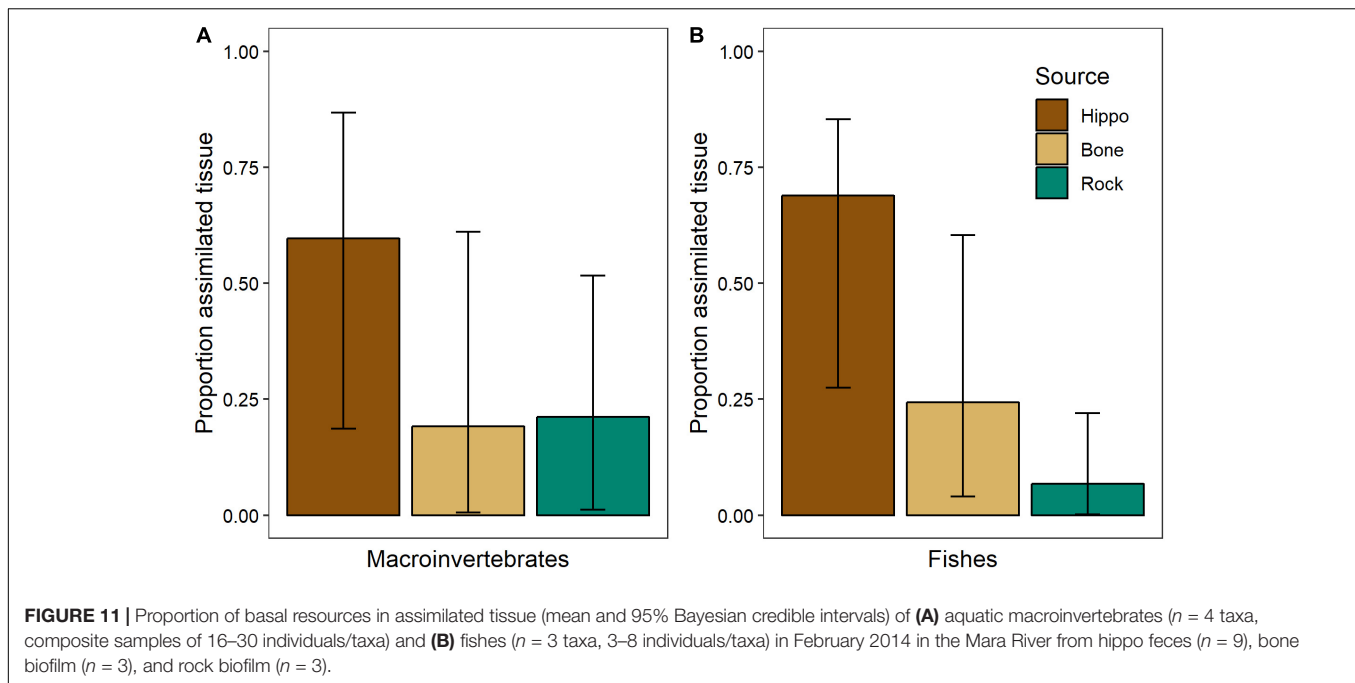 A
1.00
0.75
0.50
0.25
0.00
Proportion assimilated tissue
Macroinvertebrates
B
1.00
0.75
0.50
0.25
0.00
Proportion assimilated tissue
Source
Hippo
Bone
Rock
Fishes
FIGURE 11 | Proportion of basal resources in assimilated tissue (mean and 95% Bayesian credible intervals) of (A) aquatic macroinvertebrates (n = 4 taxa,
composite samples of 16–30 individuals/taxa) and (B) fishes (n = 3 taxa, 3–8 individuals/taxa) in February 2014 in the Mara River from hippo feces (n = 9), bone
biofilm (n = 3), and rock biofilm (n = 3).